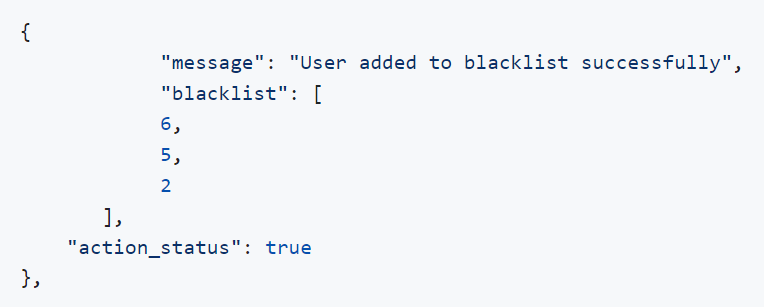 {
"message": "User added to blacklist successfully",
"blacklist": [
6,
5,
2
],
"action_status": true
},